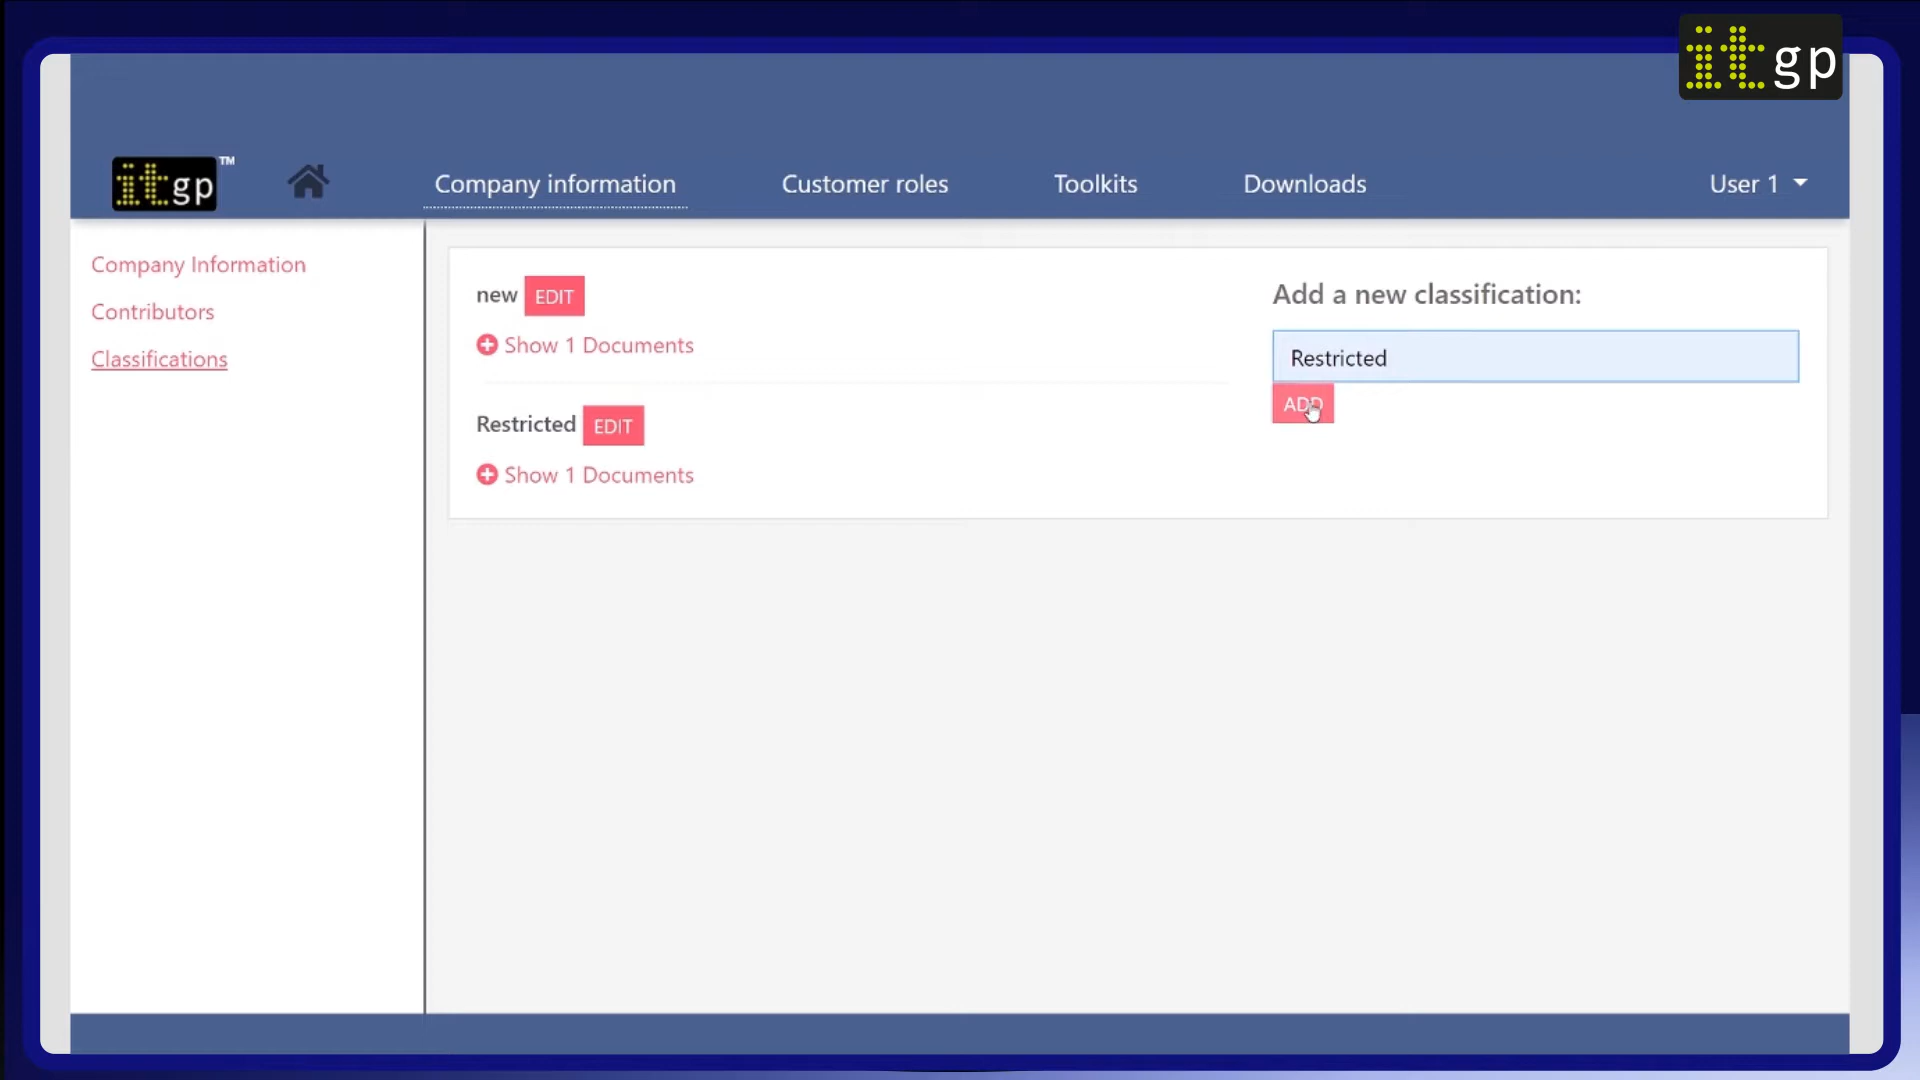 itgp
itgp™
Company information
Customer roles
Toolkits
Downloads
User 1
Company Information
Contributors
Classifications
new EDIT
Show 1 Documents
Restricted EDIT
Show 1 Documents
Add a new classification:
Restricted
ADD